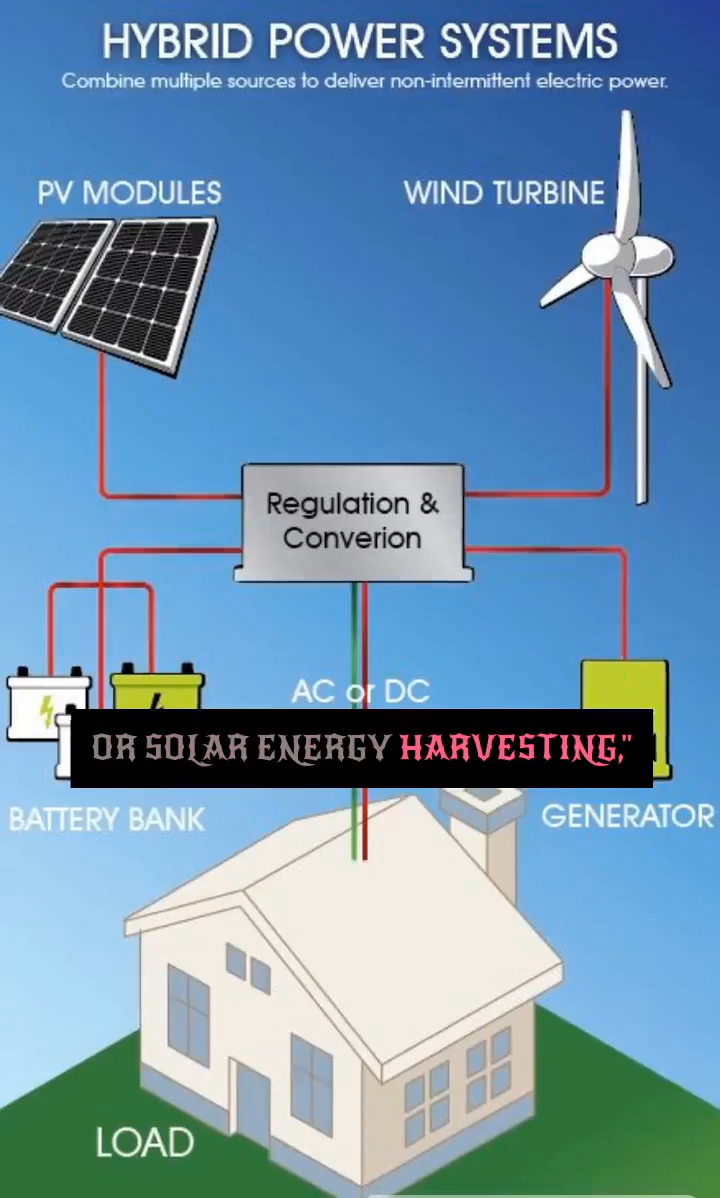 HYBRID POWER SYSTEMS
Combine multiple sources to deliver non-intermittent electric power.
PV MODULES
WIND TURBINE
Regulation &
Converion
AC or DC
OR SOLAR ENERGY HARVESTING,"
BATTERY BANK
GENERATOR
LOAD